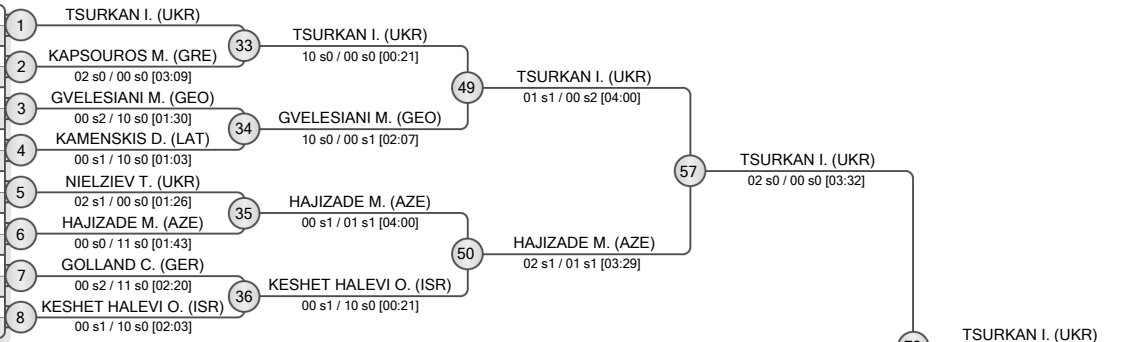 1
TSURKAN I. (UKR)
33
TSURKAN I. (UKR)
10 s0 / 00 s0 [00:21]
2
KAPSOUROS M. (GRE)
02 s0 / 00 s0 [03:09]
49
TSURKAN I. (UKR)
01 s1 / 00 s2 [04:00]
3
GVELESIANI M. (GEO)
00 s2 / 10 s0 [01:30]
34
GVELESIANI M. (GEO)
10 s0 / 00 s1 [02:07]
4
KAMENSKIS D. (LAT)
00 s1 / 10 s0 [01:03]
57
TSURKAN I. (UKR)
02 s0 / 00 s0 [03:32]
5
NIELZIEV T. (UKR)
02 s1 / 00 s0 [01:26]
35
HAJIZADE M. (AZE)
00 s1 / 01 s1 [04:00]
6
HAJIZADE M. (AZE)
00 s0 / 11 s0 [01:43]
50
HAJIZADE M. (AZE)
02 s1 / 01 s1 [03:29]
7
GOLLAND C. (GER)
00 s2 / 11 s0 [02:20]
36
KESHET HALEVI O. (ISR)
00 s1 / 10 s0 [00:21]
8
KESHET HALEVI O. (ISR)
00 s1 / 10 s0 [02:03]
TSURKAN I. (UKR)